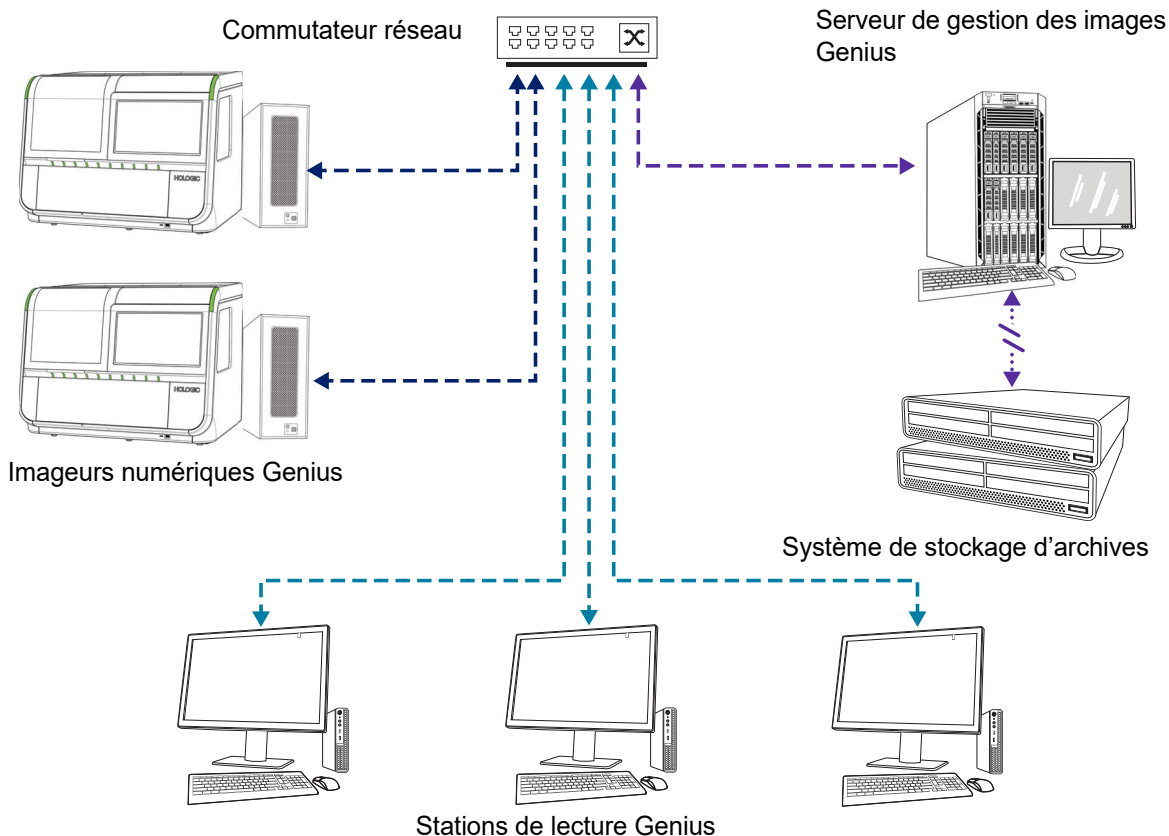 Commutateur réseau
Serveur de gestion des images
Genius
HOLOGIC
HOLOGIC
Imageurs numériques Genius
Système de stockage d’archives
Stations de lecture Genius